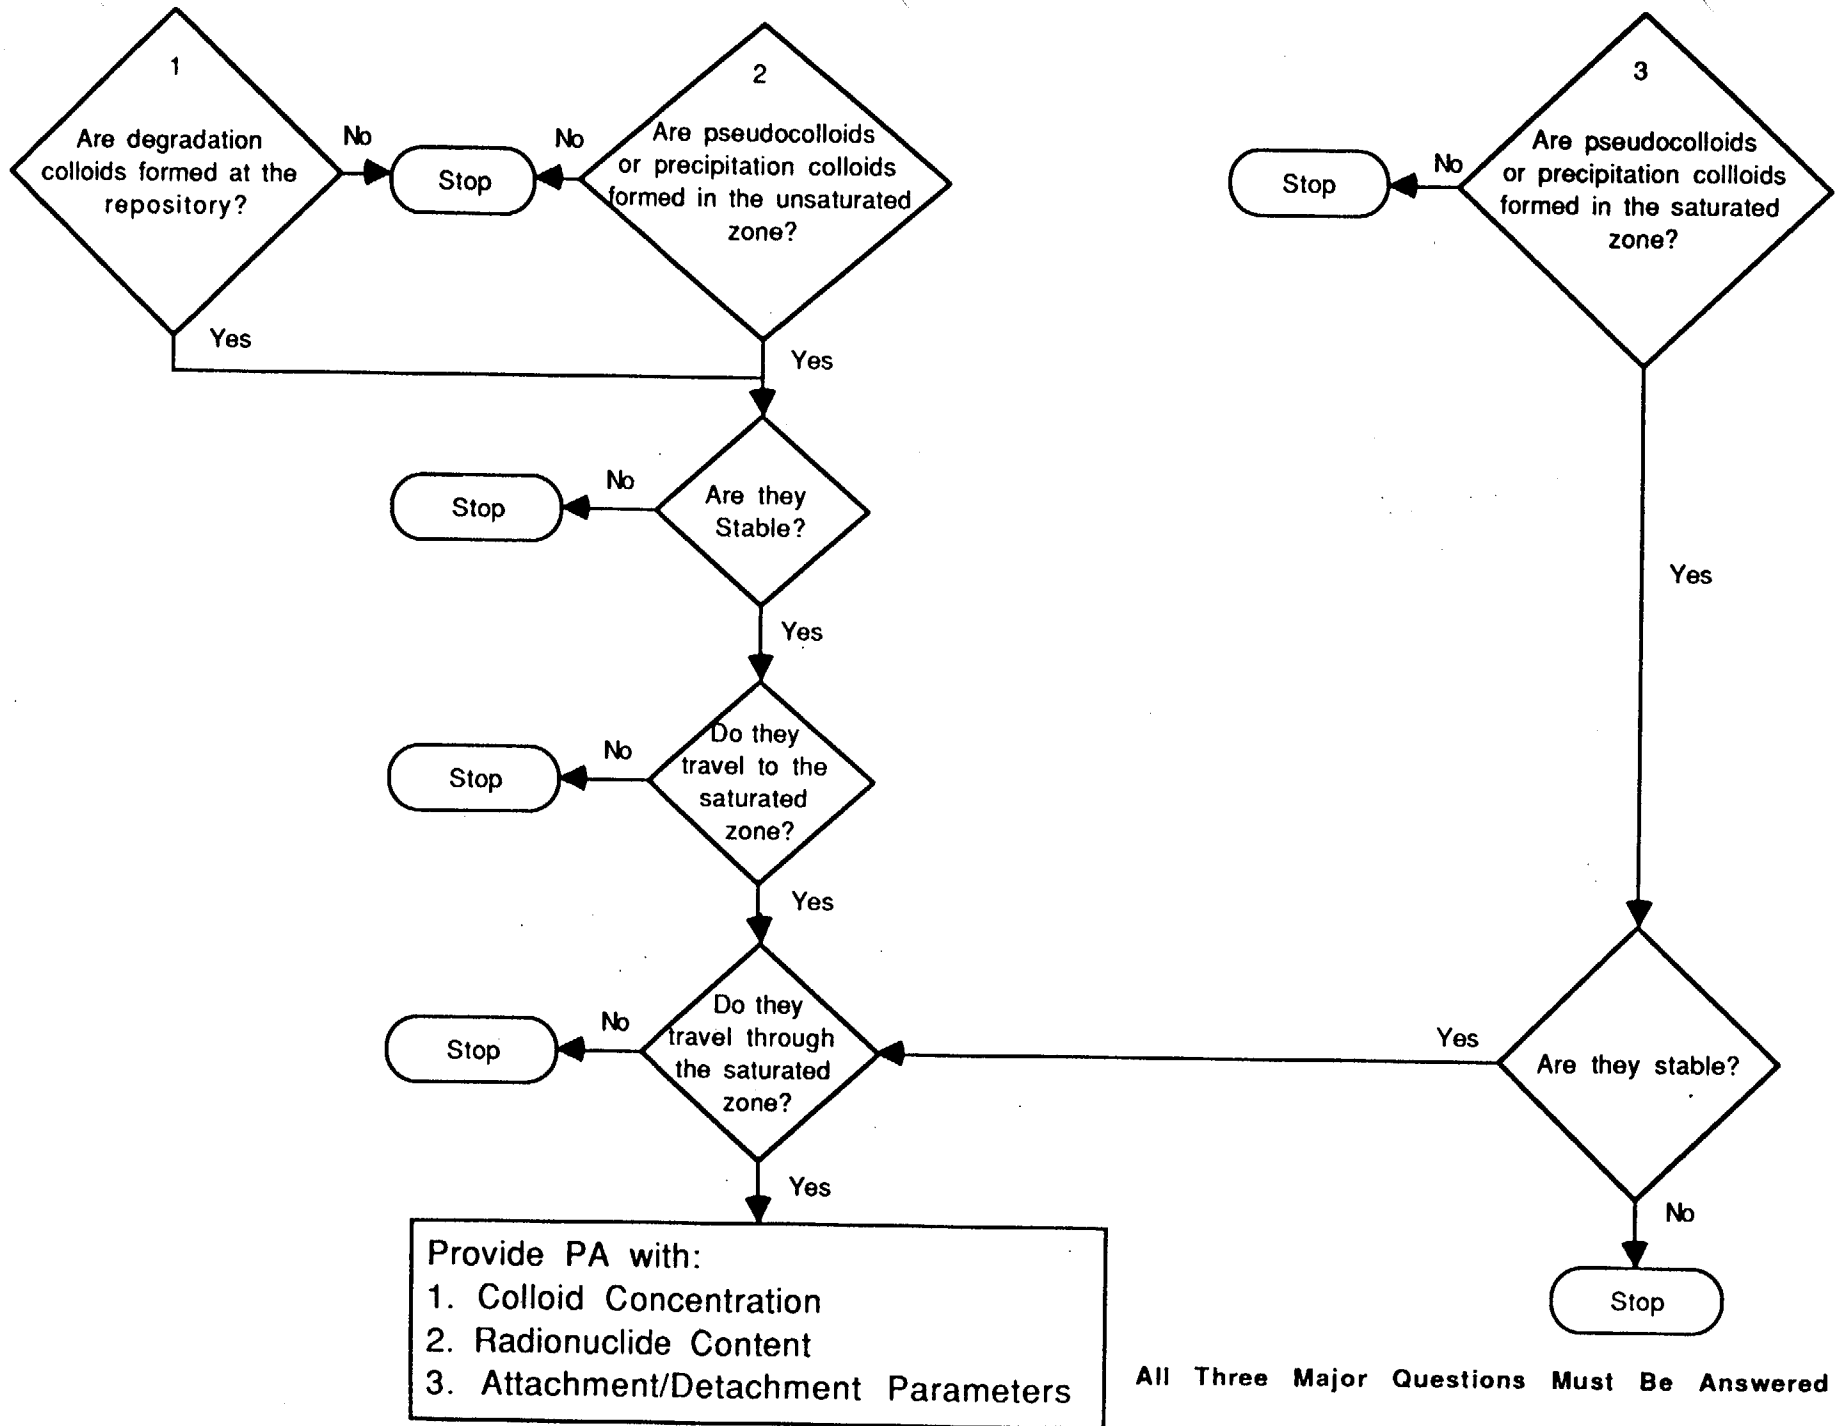 1
Are degradation
colloids formed at the
repository?
No
Stop
No
2
Are pseudocolloids
or precipitation colloids
formed in the unsaturated
zone?
3
Are pseudocolloids
or precipitation collloids
formed in the saturated
zone?
No
Stop
Yes
Yes
Are they
Stable?
No
Stop
Yes
Yes
Do they
travel to the
saturated
zone?
No
Stop
Yes
Do they
travel through
the saturated
zone?
No
Stop
Yes
Are they stable?
Yes
No
Stop
Provide PA with:
1. Colloid Concentration
2. Radionuclide Content
3. Attachment/Detachment Parameters
All Three Major Questions Must Be Answered